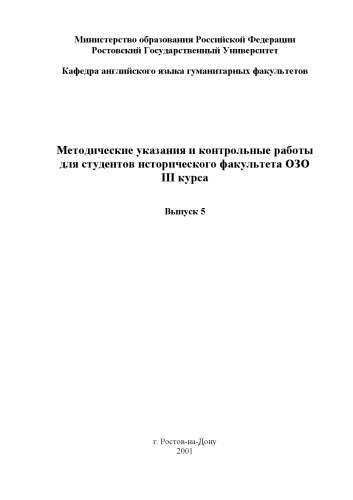 Министерство образования Российской Федерации
Ростовский Государственный Университет
Кафедра английского языка гуманитарных факультетов
Методические указания и контрольные работы
для студентов исторического факультета ОЗО
III курса
Выпуск 5
г. Ростов-на-Дону
2001